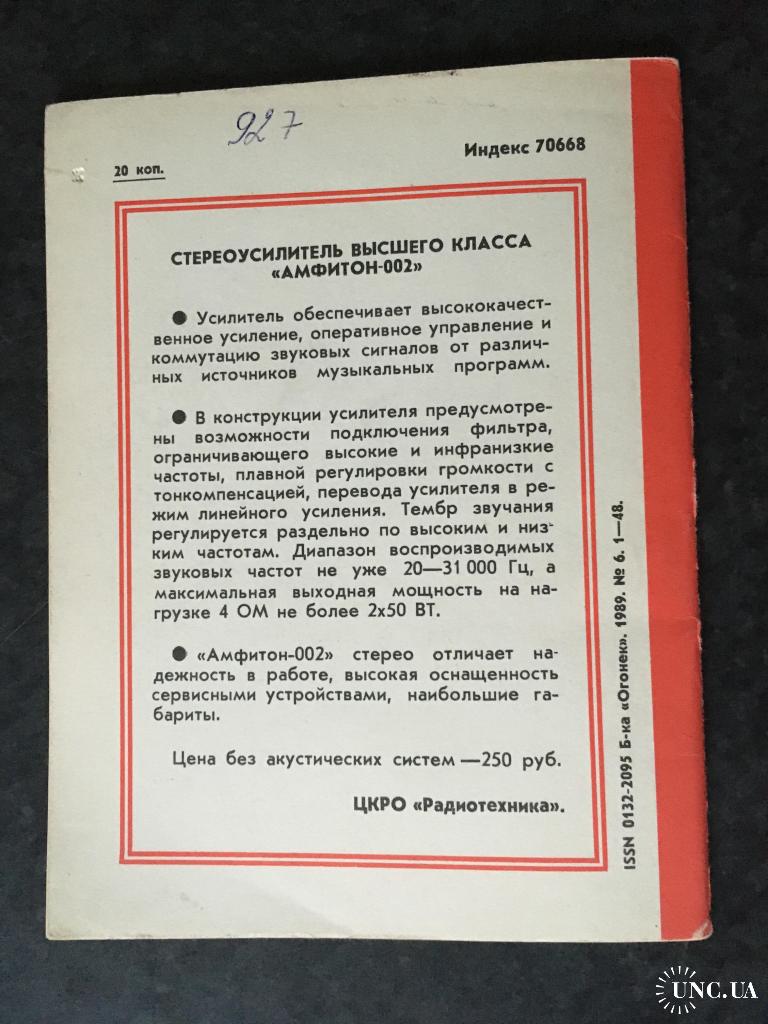 927
20 коп.
Индекс 70668
СТЕРЕОУСИЛИТЕЛЬ ВЫСШЕГО КЛАССА
«АМФИТОН-002»
● Усилитель обеспечивает высококачест-
венное усиление, оперативное управление и
коммутацию звуковых сигналов от различ-
ных источников музыкальных программ.
● В конструкции усилителя предусмотре-
ны возможности подключения фильтра,
ограничивающего высокие и инфранизкие
частоты, плавной регулировки громкости с
тонкомпенсацией, перевода усилителя в ре-
жим линейного усиления. Тембр звучания
регулируется раздельно по высоким и низ-
ким частотам. Диапазон воспроизводимых
звуковых частот не уже 20—31 000 Гц, а
максимальная выходная мощность на на-
грузке 4 ОМ не более 2х50 ВТ.
● «Амфитон-002» стерео отличает на-
дежность в работе, высокая оснащенность
сервисными устройствами, наибольшие га-
бариты.
Цена без акустических систем —250 руб.
ЦКРО «Радиотехника».
ISSN 0132-2095 Б-ка «Огонек». 1989. № 6. 1—48.
UNC.UA